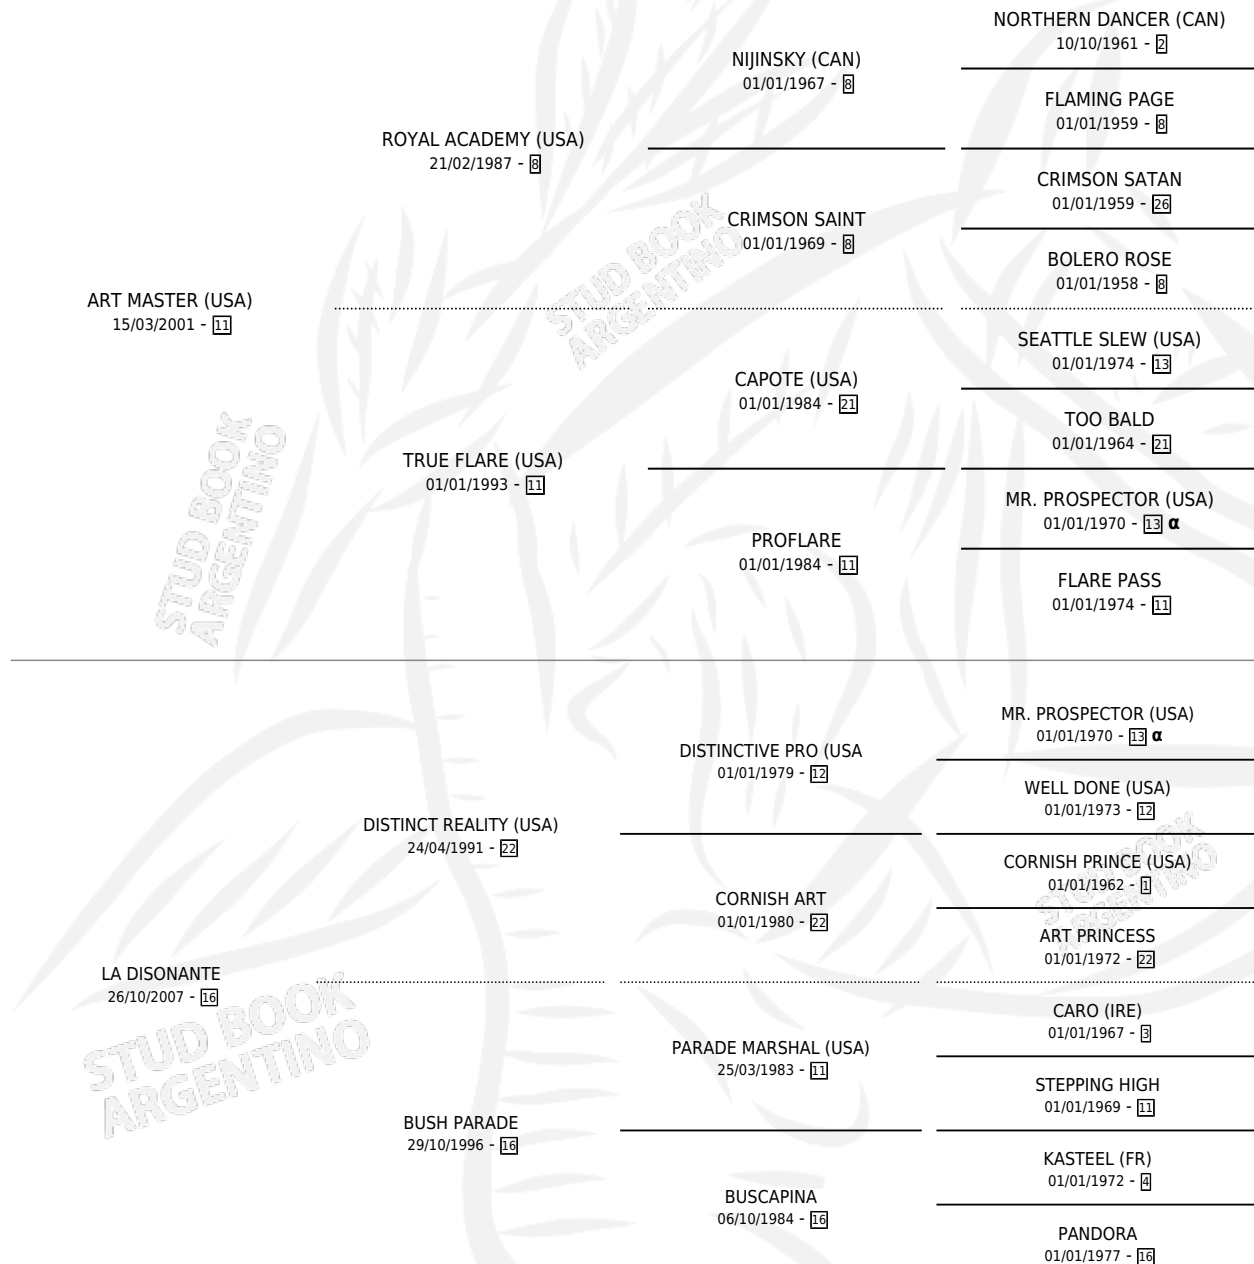 NORTHERN DANCER (CAN)
10/10/1961 - 2
NIJINSKY (CAN)
01/01/1967 - 8
FLAMING PAGE
01/01/1959 - 8
ROYAL ACADEMY (USA)
21/02/1987 - 8
CRIMSON SATAN
01/01/1959 - 26
CRIMSON SAINT
01/01/1969 - 8
BOLERO ROSE
01/01/1958 - 8
ART MASTER (USA)
15/03/2001 - 11
SEATTLE SLEW (USA)
01/01/1974 - 13
CAPOTE (USA)
01/01/1984 - 21
TOO BALD
01/01/1964 - 21
TRUE FLARE (USA)
01/01/1993 - 11
MR. PROSPECTOR (USA)
01/01/1970 - 13 α
PROFLARE
01/01/1984 - 11
FLARE PASS
01/01/1974 - 11
MR. PROSPECTOR (USA)
01/01/1970 - 13 α
DISTINCTIVE PRO (USA
01/01/1979 - 12
WELL DONE (USA)
01/01/1973 - 12
DISTINCT REALITY (USA)
24/04/1991 - 22
CORNISH PRINCE (USA)
01/01/1962 - 1
CORNISH ART
01/01/1980 - 22
ART PRINCESS
01/01/1972 - 22
LA DISONANTE
26/10/2007 - 16
CARO (IRE)
01/01/1967 - 3
PARADE MARSHAL (USA)
25/03/1983 - 11
STEPPING HIGH
01/01/1969 - 11
BUSH PARADE
29/10/1996 - 16
KASTEEL (FR)
01/01/1972 - 4
BUSCAPINA
06/10/1984 - 16
PANDORA
01/01/1977 - 16
STUD BOOK
ARGENTINO
STUD BOOK
ARGENTINO
STUD BOOK
ARGENTINO
STUD BOOK
ARGENTINO